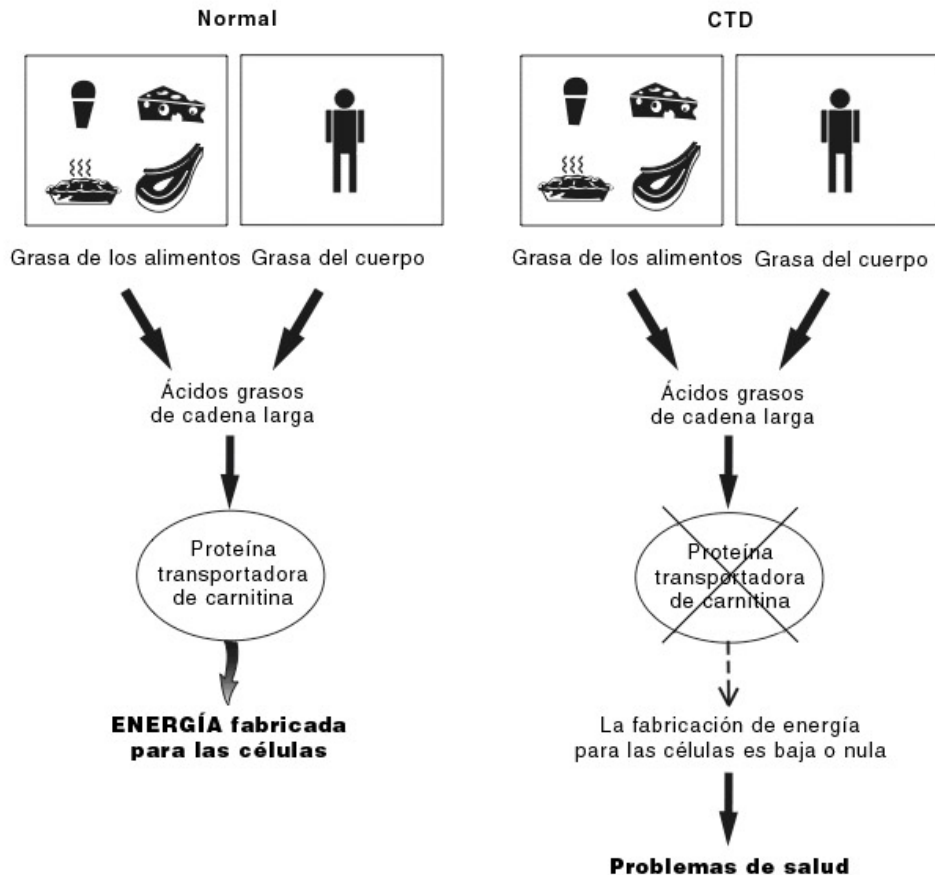 Normal
Grasa de los alimentos
Grasa del cuerpo
Ácidos grasos
de cadena larga
Proteína
transportadora
de carnitina
ENERGÍA fabricada
para las células
CTD
Grasa de los alimentos
Grasa del cuerpo
Ácidos grasos
de cadena larga
Proteína
transportadora
de carnitina
La fabricación de energía
para las células es baja o nula
Problemas de salud